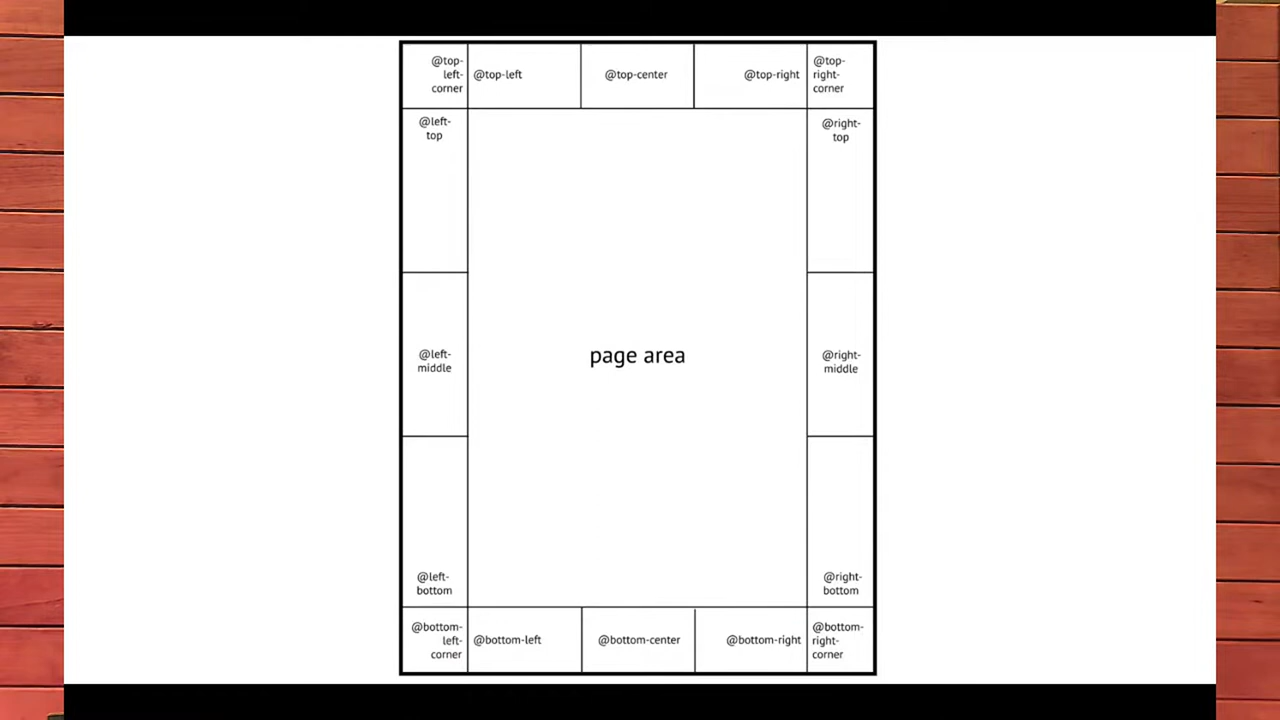 @top-
left-
corner
@top-left
@top-center
@top-right
@top-
right-
corner
@left-
top
@right-
top
@left-
middle
page area
@right-
middle
@left-
bottom
@right-
bottom
@bottom-
left-
corner
@bottom-left
@bottom-center
@bottom-right
@bottom-
right-
corner